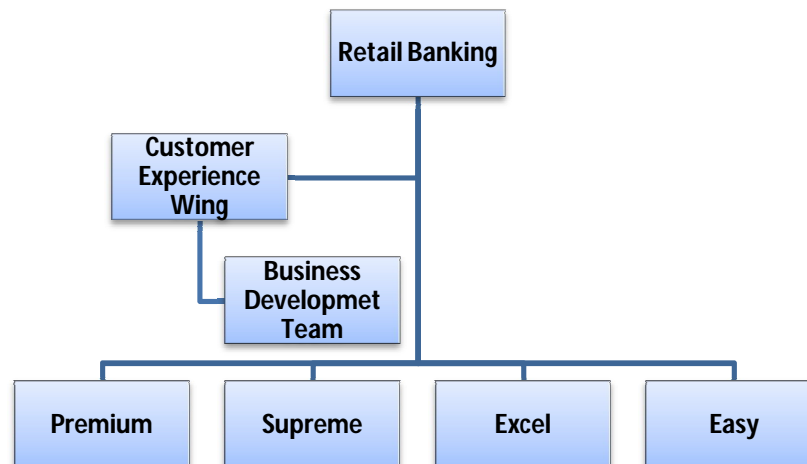 Retail Banking
Customer
Experience
Wing
Business
Developmet
Team
Premium
Supreme
Excel
Easy